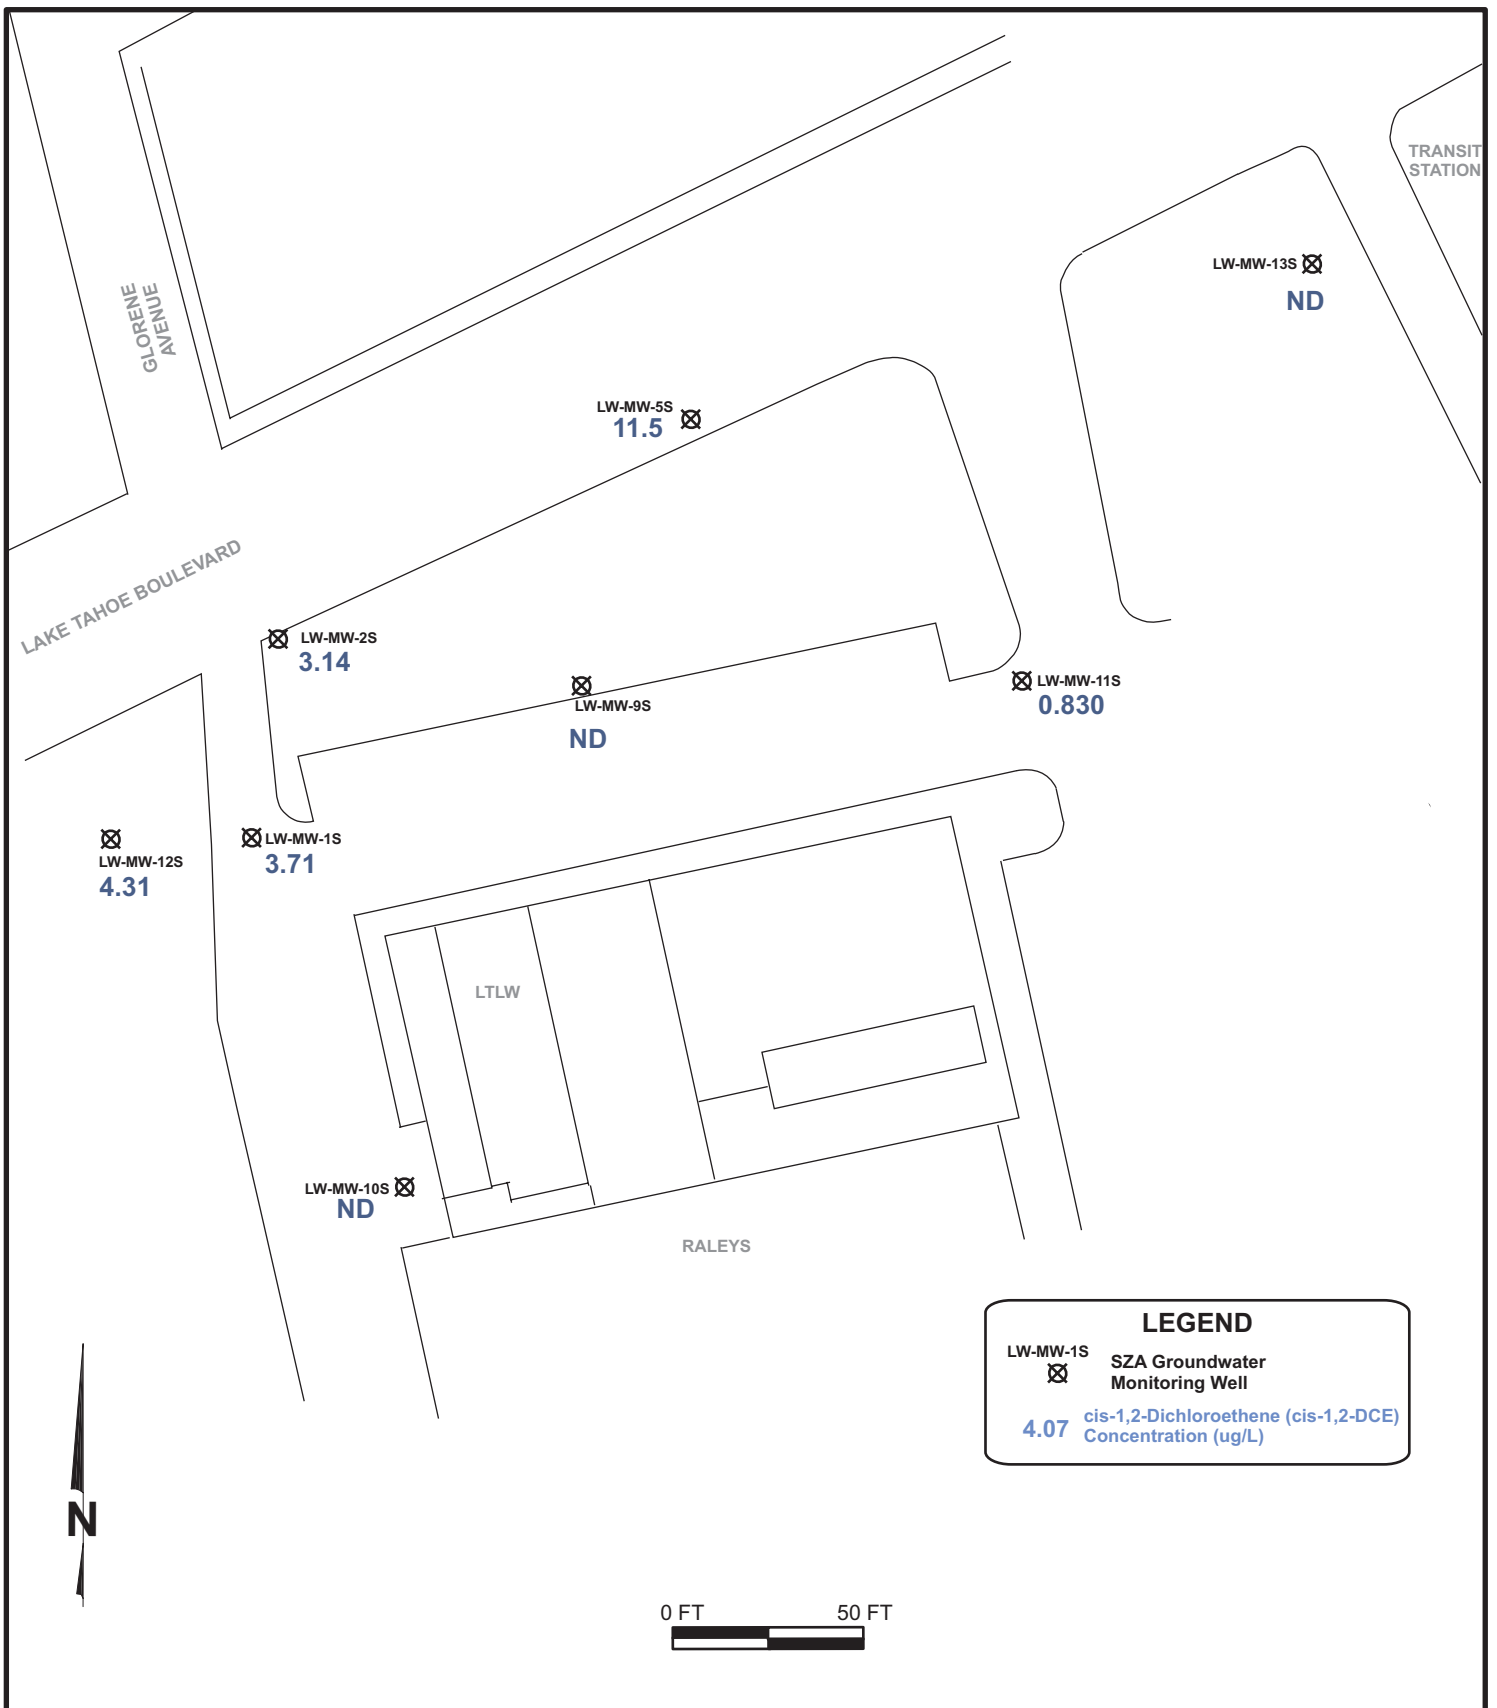 TRANSIT
STATION
LW-MW-13S
ND
GLORENE
AVENUE
LW-MW-5S
11.5
LAKE TAHOE BOULEVARD
LW-MW-2S
3.14
LW-MW-9S
ND
LW-MW-11S
0.830
LW-MW-12S
4.31
LW-MW-1S
3.71
LTLW
LW-MW-10S
ND
RALEYS
LEGEND
LW-MW-1S
SZA Groundwater
Monitoring Well
4.07
cis-1,2-Dichloroethene (cis-1,2-DCE)
Concentration (ug/L)
N
0 FT
50 FT